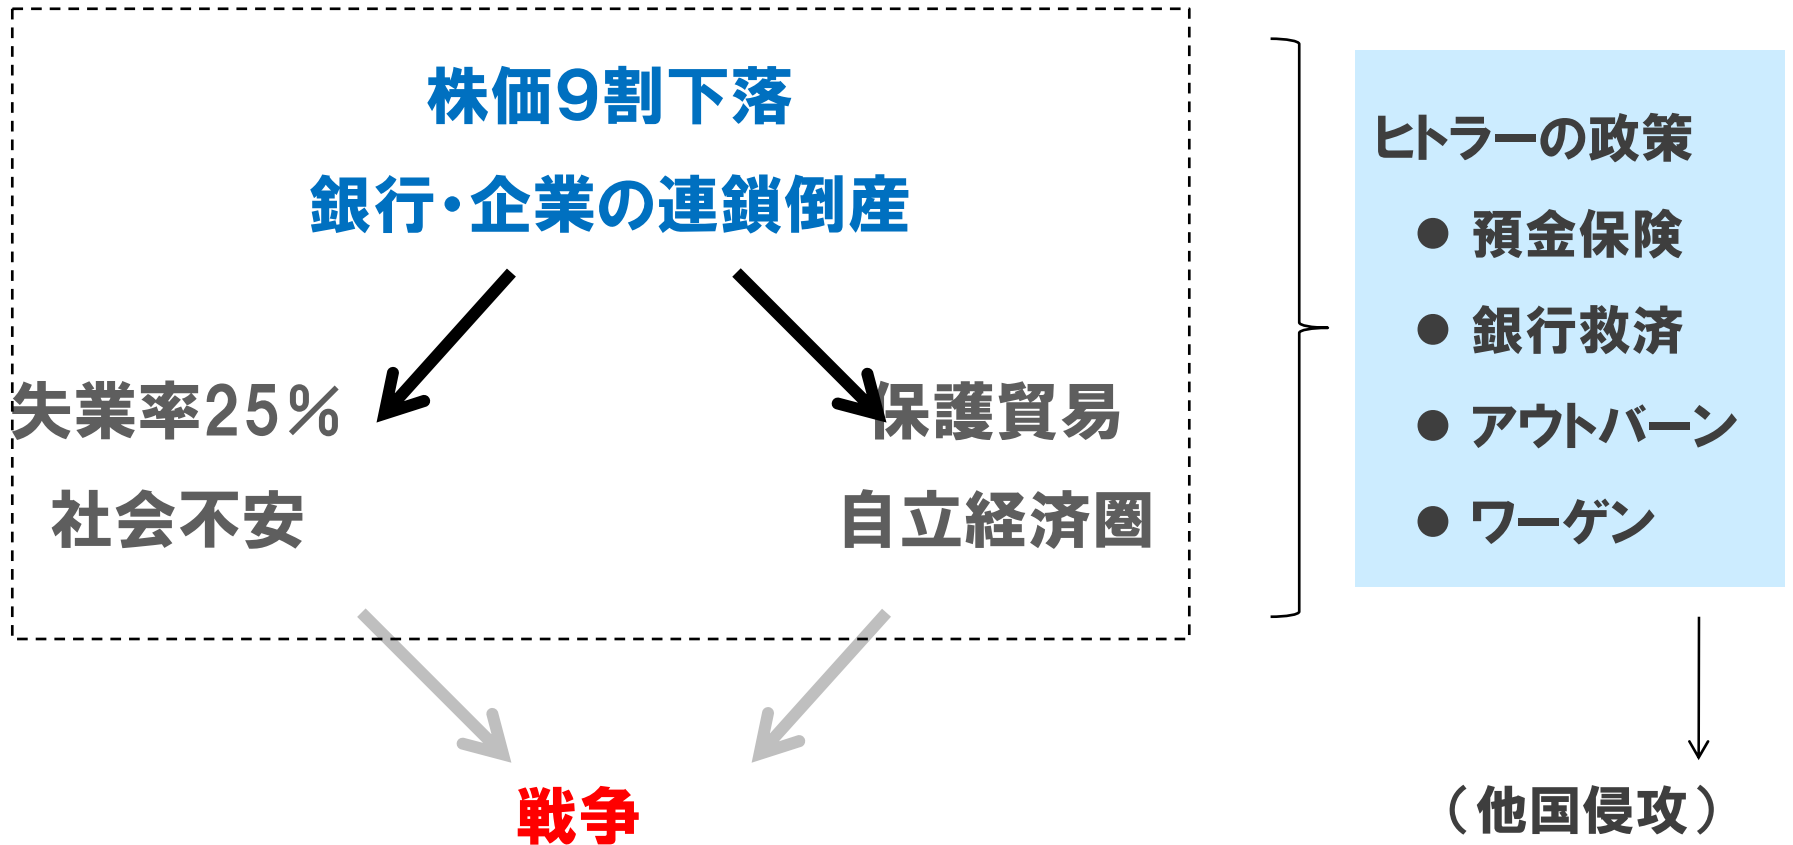 株価９割下落
銀行・企業の連鎖倒産
失業率25%
社会不安
保護貿易
自立経済圏
戦争
ヒトラーの政策
● 預金保険
● 銀行救済
● アウトバーン
● ワーゲン
（他国侵攻）